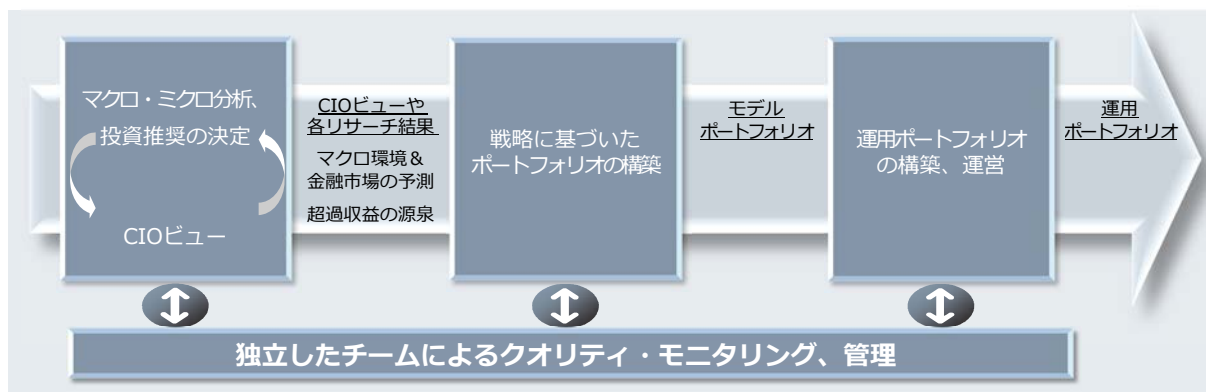 マクロ・ミクロ分析、
投資推奨の決定
CIOビュー
CIOビューや
各リサーチ結果
マクロ環境＆
金融市場の予測
超過収益の源泉
戦略に基づいた
ポートフォリオの構築
モデル
ポートフォリオ
運用ポートフォリオ
の構築、運営
運用
ポートフォリオ
独立したチームによるクオリティ・モニタリング、管理